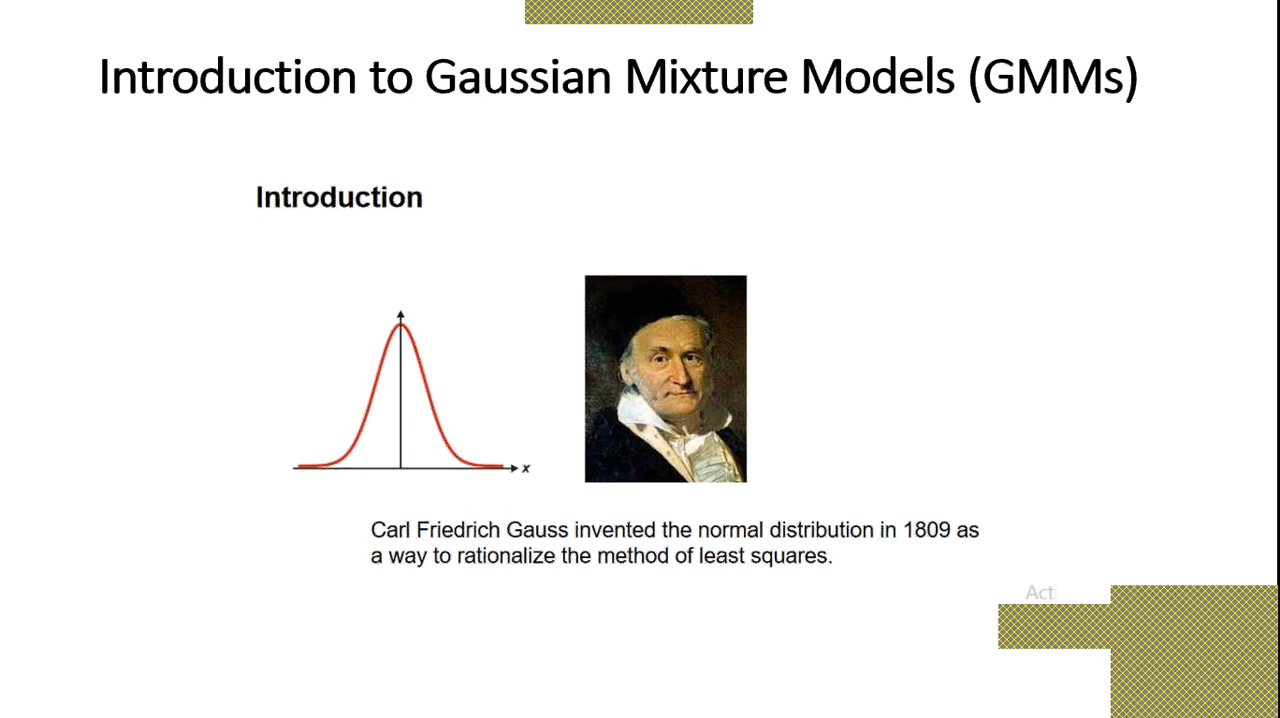 Introduction to Gaussian Mixture Models (GMMs)
Introduction
x
Carl Friedrich Gauss invented the normal distribution in 1809 as
a way to rationalize the method of least squares.
Act